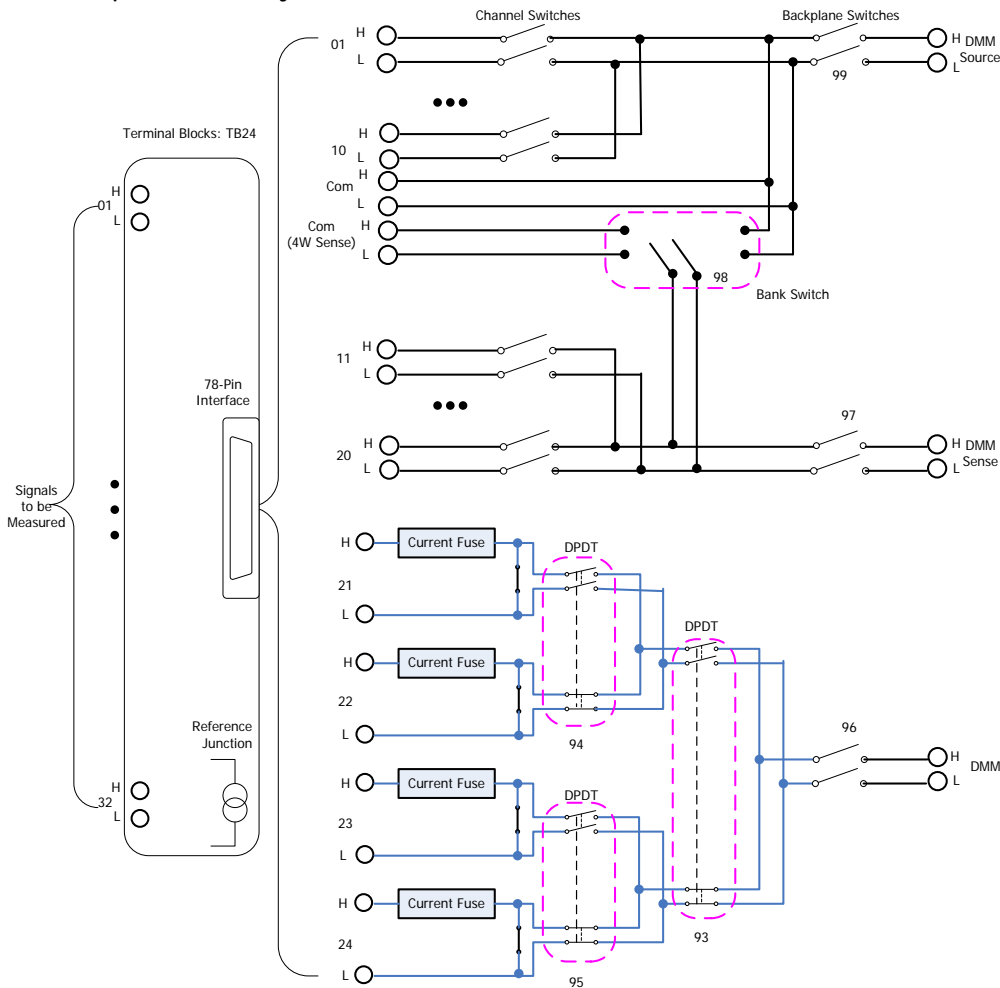 Channel Switches
Backplane Switches
01
H
L
H DMM
Source
L
99
10
H
L
Com
H
L
Com
(4W Sense)
H
L
98
Bank Switch
Terminal Blocks: TB24
H
01
L
78-Pin
Interface
Signals
to be
Measured
Reference
Junction
H
32
L
11
H
L
20
H
L
97
H DMM
Sense
L
H
Current Fuse
21
L
DPDT
H
Current Fuse
22
L
94
DPDT
96
H
DMM
L
H
Current Fuse
23
L
DPDT
H
Current Fuse
24
L
95
93